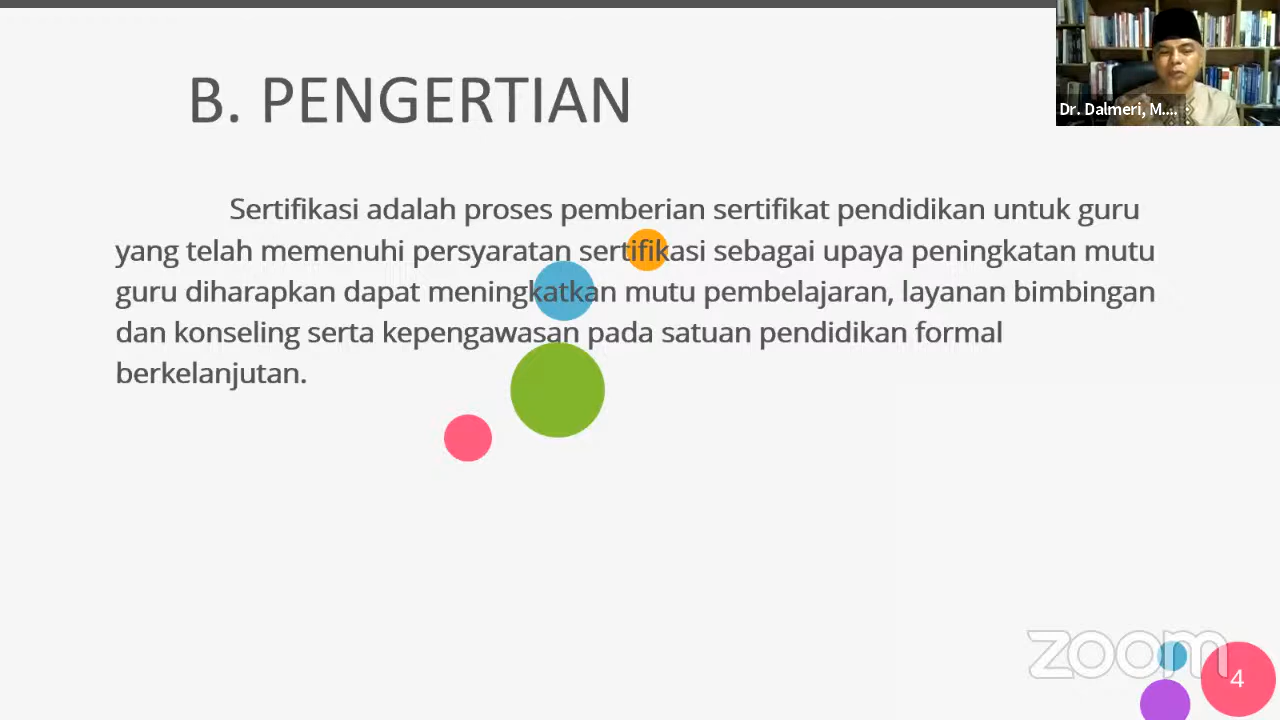 B. PENGERTIAN
Dr. Dalmeri, M....
Sertifikasi adalah proses pemberian sertifikat pendidikan untuk guru
yang telah memenuhi persyaratan sertifikasi sebagai upaya peningkatan mutu
guru diharapkan dapat meningkatkan mutu pembelajaran, layanan bimbingan
dan konseling serta kepengawasan pada satuan pendidikan formal
berkelanjutan.
zoom
4